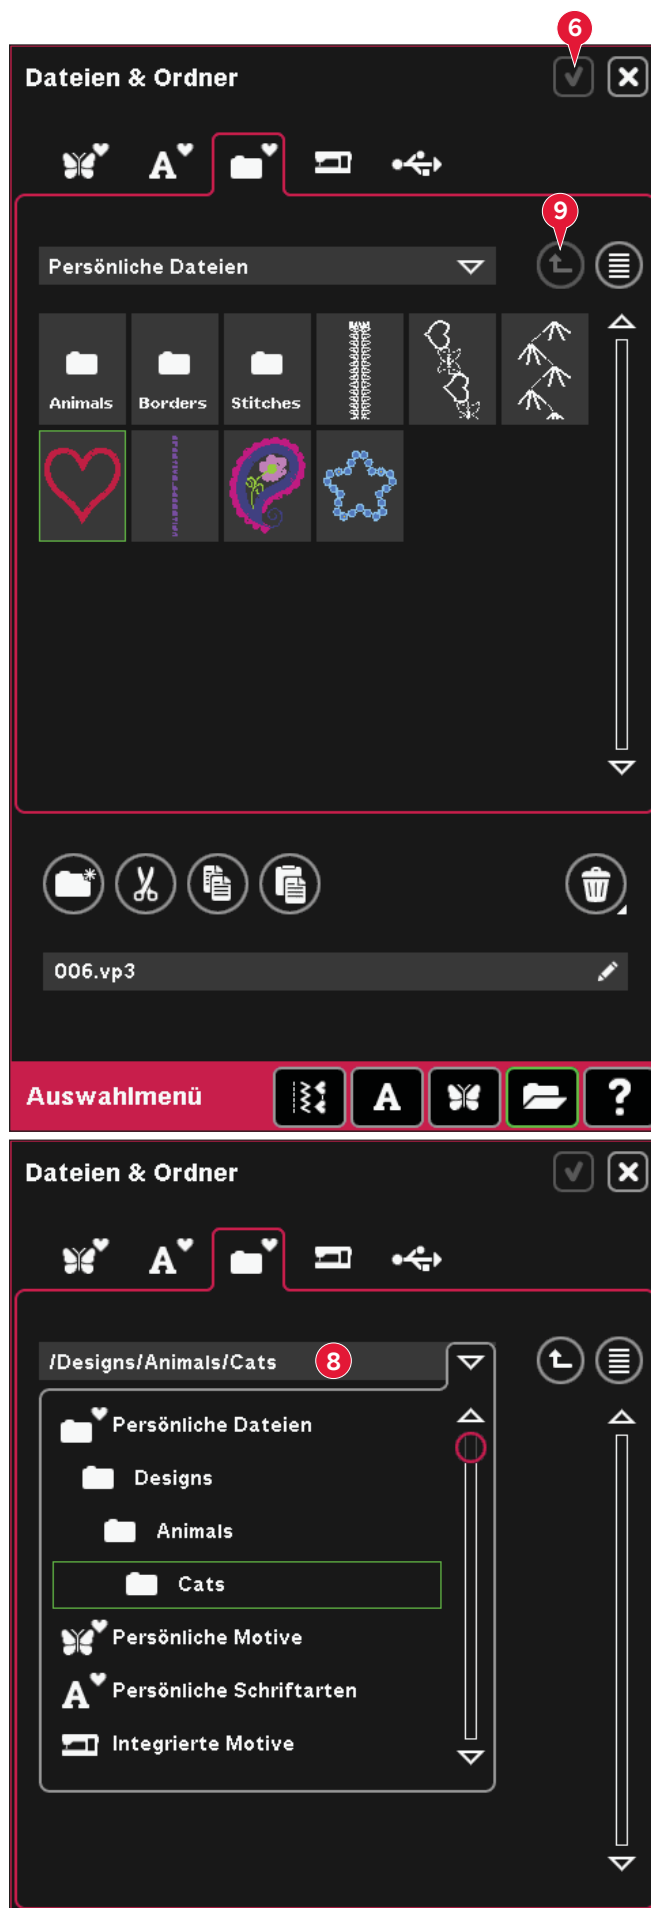 6
Dateien & Ordner
A
9
Persönliche Dateien
Animals Borders Stitches
006.vp3
Auswahlmenü A ?
Dateien & Ordner
A
/Designs/Animals/Cats 8
Persönliche Dateien
Designs
Animals
Cats
Persönliche Motive
A Persönliche Schriftarten
Integrierte Motive